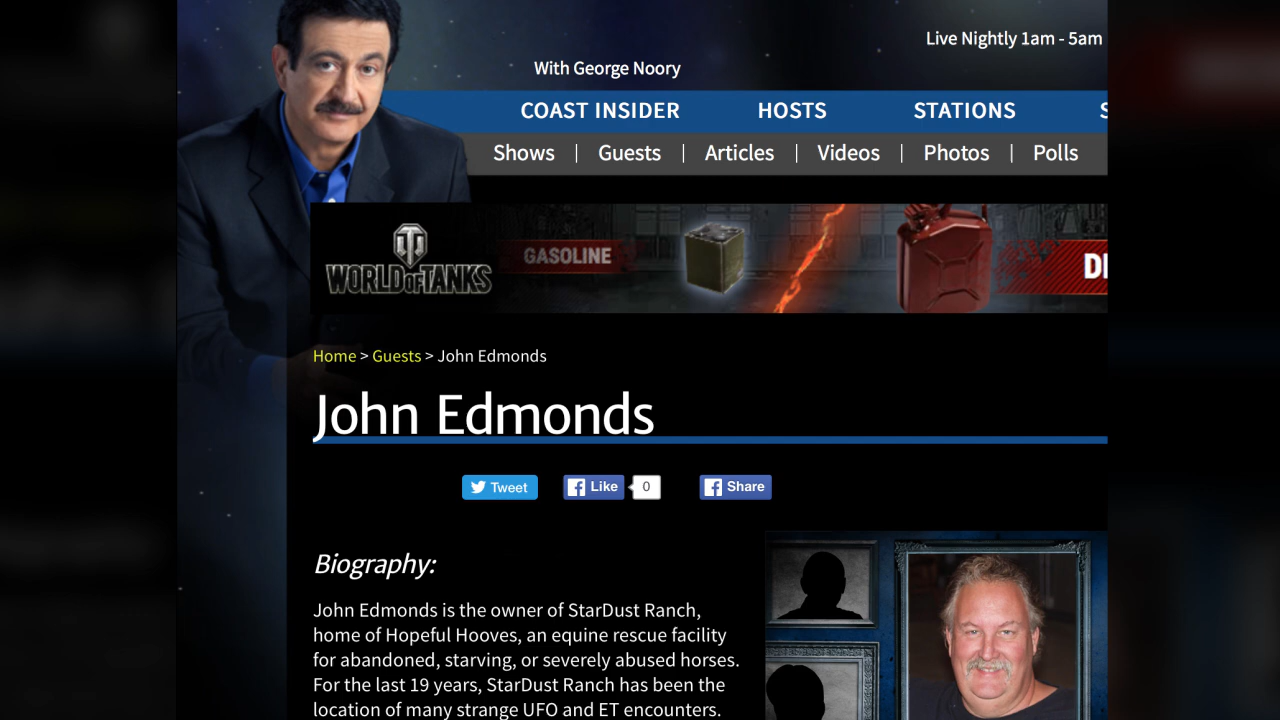 Live Nightly 1am - 5am
With George Noory
COAST INSIDER HOSTS STATIONS S
Shows | Guests | Articles | Videos | Photos | Polls
WORLD OF TANKS
GASOLINE
DI
Home > Guests > John Edmonds
John Edmonds
Tweet Like 0 Share
Biography:
John Edmonds is the owner of StarDust Ranch,
home of Hopeful Hooves, an equine rescue facility
for abandoned, starving, or severely abused horses.
For the last 19 years, StarDust Ranch has been the
location of many strange UFO and ET encounters.